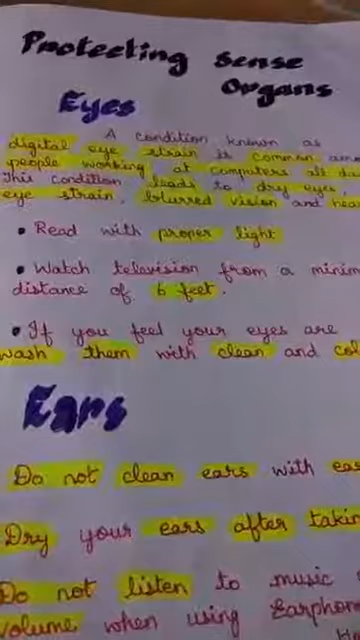 Protecting Sense
Organs
Eyes
A condition known as
digital eye strain is common
people working at computers all
This condition leads to dry eyes,
eye strain, blurred vision and
• Read with proper light
• Watch television from a
distance of 6 feet.
• If you feel your eyes are
wash them with clean and
Ears
Do not clean ears with
Dry your ears after
Do not listen to music
volume when using Earphone